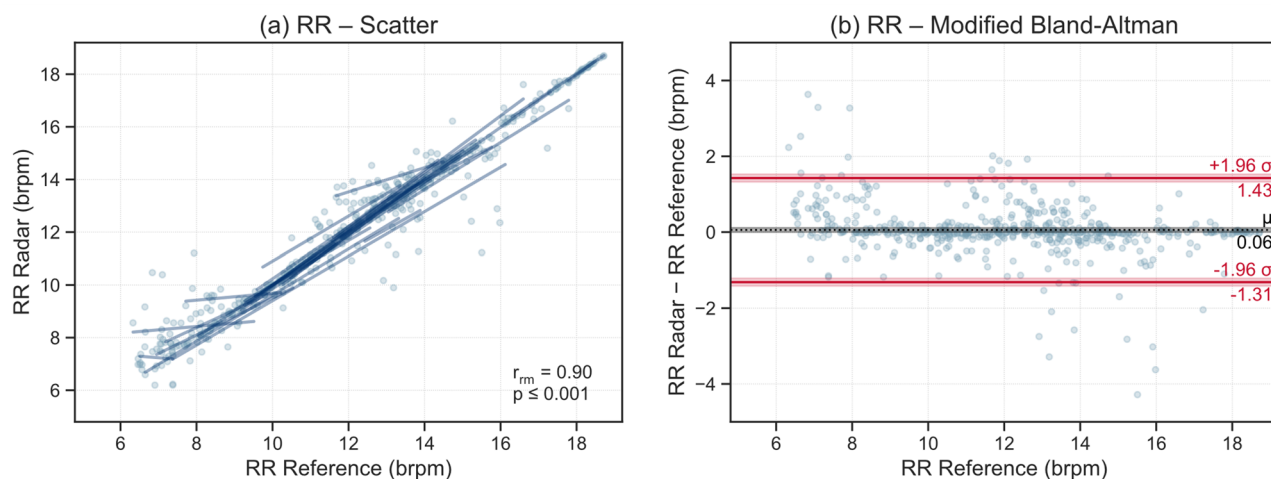 (a) RR – Scatter
18
16
14
12
10
8
6
RR Radar (brpm)
r_rm = 0.90
p ≤ 0.001
6 8 10 12 14 16 18
RR Reference (brpm)
(b) RR – Modified Bland-Altman
4
2
0
−2
−4
RR Radar − RR Reference (brpm)
+1.96 σ
1.43
μ
0.06
-1.96 σ
-1.31
6 8 10 12 14 16 18
RR Reference (brpm)